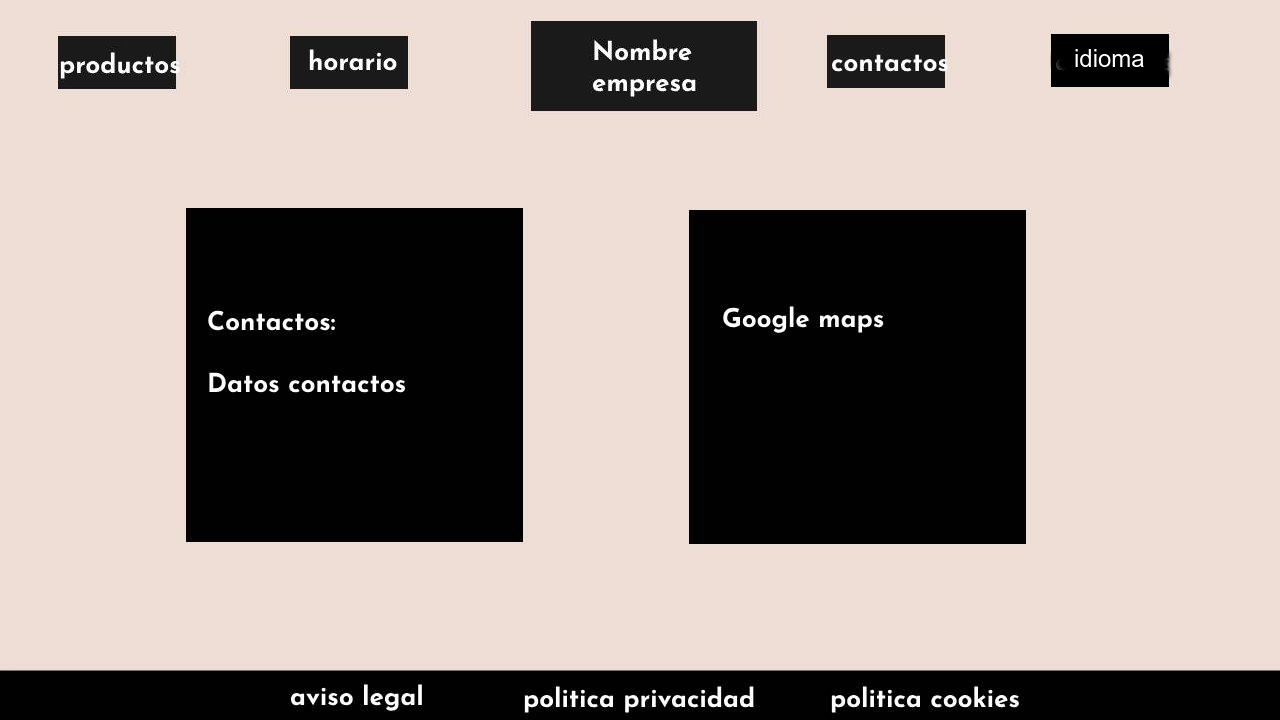 productos
horario
Nombre
empresa
contactos
idioma
Contactos:
Datos contactos
Google maps
aviso legal
politica privacidad
politica cookies